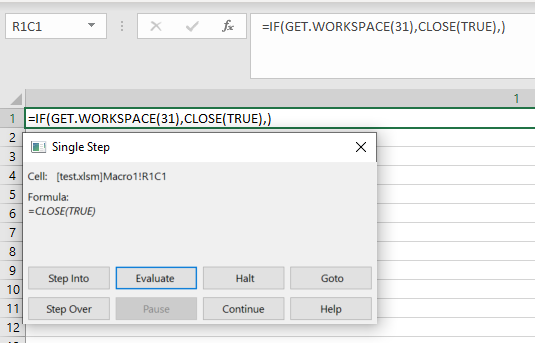 R1C1
fx
=IF(GET.WORKSPACE(31),CLOSE(TRUE),)
1
1 =IF(GET.WORKSPACE(31),CLOSE(TRUE),)
2
Single Step
3
4
Cell: [test.xlsm]Macro1!R1C1
5
Formula:
6
=CLOSE(TRUE)
7
8
9
10
Step Into Evaluate Halt Goto
11
Step Over Pause Continue Help
12